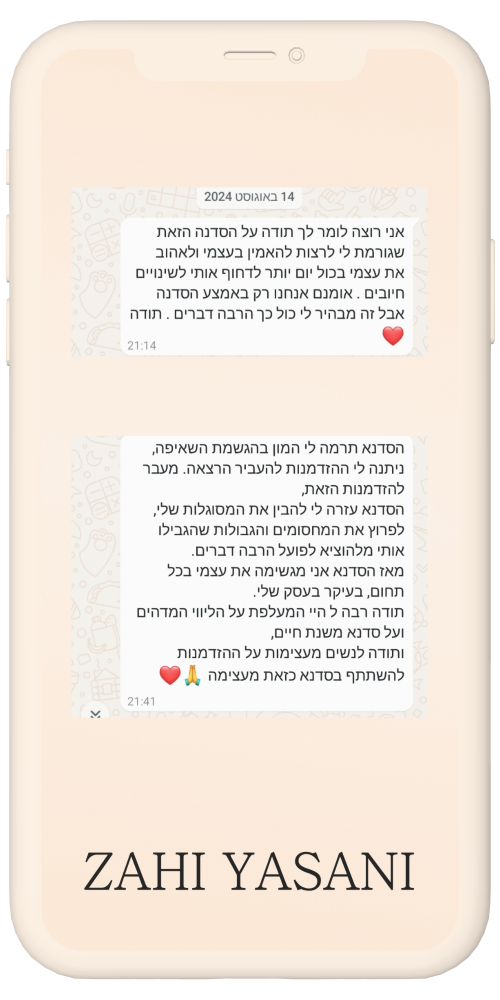 14 באוגוסט 2024
אני רוצה לומר לך תודה על הסדנה הזאת
שגורמת לי לרצות להאמין בעצמי ולאהוב
את עצמי בכול יום יותר לדחוף אותי לשינויים
חיובים . אומנם אנחנו רק באמצע הסדנה
אבל זה מבהיר לי כול כך הרבה דברים . תודה
❤️
21:14
הסדנא תרמה לי המון בהגשמת השאיפה,
ניתנה לי ההזדמנות להעביר הרצאה. מעבר
להזדמנות הזאת,
הסדנא עזרה לי להבין את המסוגלות שלי,
לפרוץ את המחסומים והגבולות שהגבילו
אותי מלהוציא לפועל הרבה דברים.
מאז הסדנא אני מגשימה את עצמי בכל
תחום, בעיקר בעסק שלי.
תודה רבה ל היי המעלפת על הליווי המדהים
ועל סדנא משנת חיים,
ותודה לנשים מעצימות על ההזדמנות
להשתתף בסדנא כזאת מעצימה 🙏❤️
21:41
ZAHI YASANI